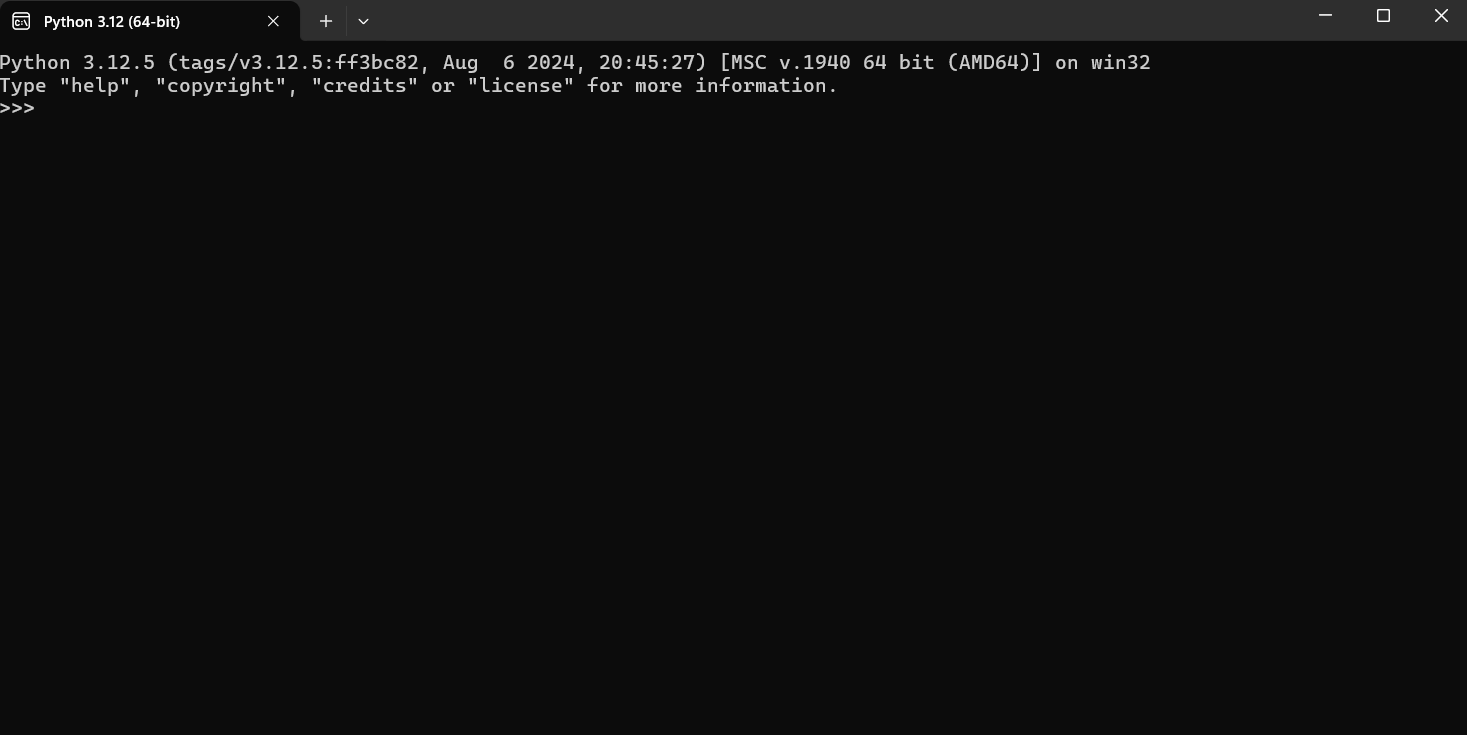 Python 3.12 (64-bit)
Python 3.12.5 (tags/v3.12.5:ff3bc82, Aug  6 2024, 20:45:27) [MSC v.1940 64 bit (AMD64)] on win32
Type "help", "copyright", "credits" or "license" for more information.
>>>